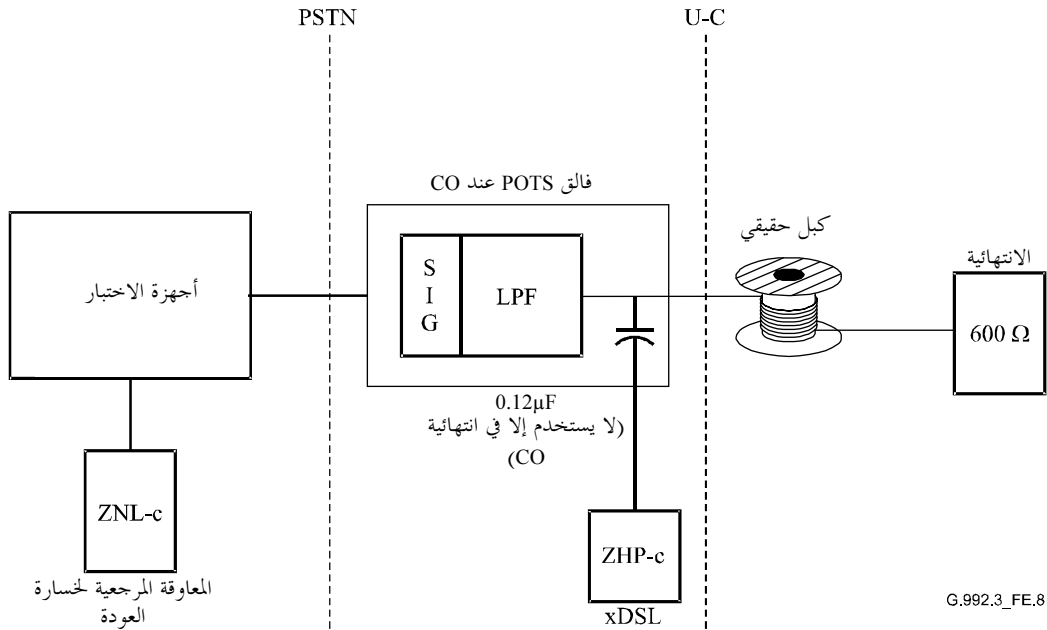 PSTN
U-C
فالق POTS عند CO
كبل حقيقي
الانتهائية
أجهزة الاختبار
S
I
G
LPF
600 Ω
0.12μF
(لا يستخدم إلا في انتهائية
CO)
ZNL-c
ZHP-c
المعاوقة المرجعية لخسارة
العودة
xDSL
G.992.3_FE.8